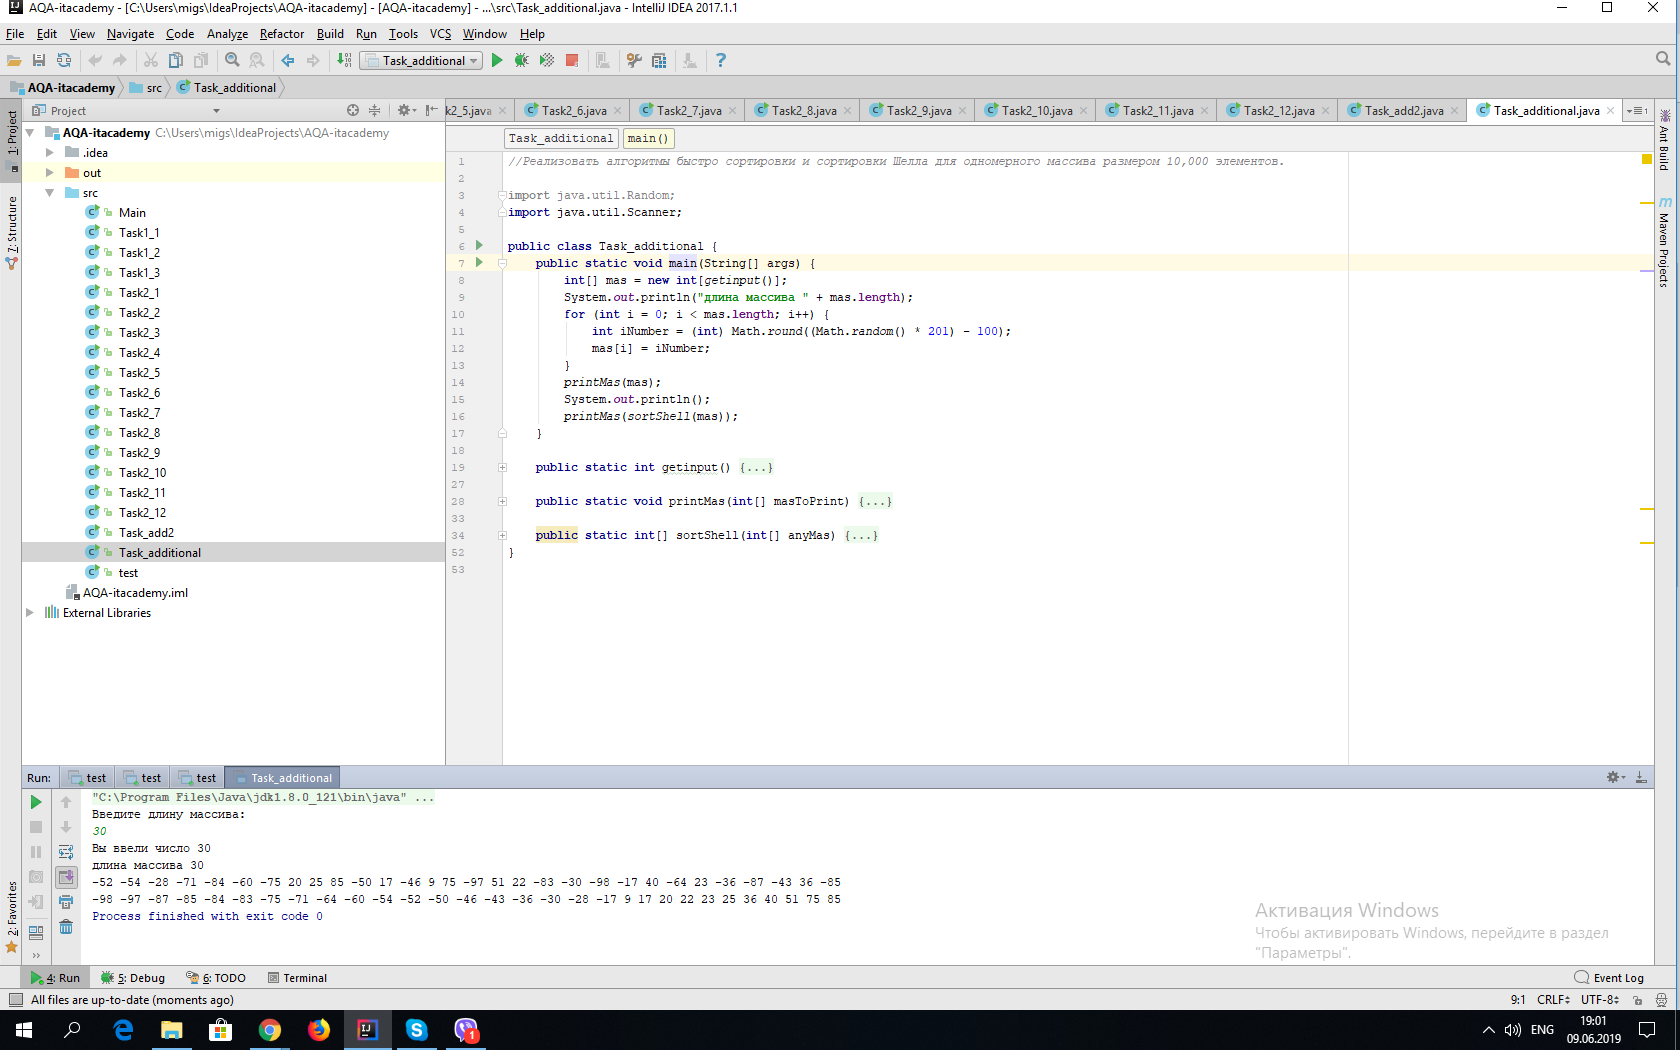 AQA-itacademy - [C:\Users\migs\IdeaProjects\AQA-itacademy] - [AQA-itacademy] - ...\src\Task_additional.java - IntelliJ IDEA 2017.1.1
File Edit View Navigate Code Analyze Refactor Build Run Tools VCS Window Help
Task_additional
AQA-itacademy src Task_additional
Project
k2_5.java Task2_6.java Task2_7.java Task2_8.java Task2_9.java Task2_10.java Task2_11.java Task2_12.java Task_add2.java Task_additional.java
1: Project
7: Structure
2: Favorites
Ant Build
Maven Projects
AQA-itacademy C:\Users\migs\IdeaProjects\AQA-itacademy
.idea
out
src
Main
Task1_1
Task1_2
Task1_3
Task2_1
Task2_2
Task2_3
Task2_4
Task2_5
Task2_6
Task2_7
Task2_8
Task2_9
Task2_10
Task2_11
Task2_12
Task_add2
Task_additional
test
AQA-itacademy.iml
External Libraries
Task_additional main()
1 //Реализовать алгоритмы быстро сортировки и сортировки Шелла для одномерного массива размером 10,000 элементов.
2
3 import java.util.Random;
4 import java.util.Scanner;
5
6 public class Task_additional {
7 public static void main(String[] args) {
8 int[] mas = new int[getinput()];
9 System.out.println("длина массива " + mas.length);
10 for (int i = 0; i < mas.length; i++) {
11 int iNumber = (int) Math.round((Math.random() * 201) - 100);
12 mas[i] = iNumber;
13 }
14 printMas(mas);
15 System.out.println();
16 printMas(sortShell(mas));
17 }
18
19 public static int getinput() {...}
27
28 public static void printMas(int[] masToPrint) {...}
33
34 public static int[] sortShell(int[] anyMas) {...}
52 }
53
Run: test test test Task_additional
"C:\Program Files\Java\jdk1.8.0_121\bin\java" ...
Введите длину массива:
30
Вы ввели число 30
длина массива 30
-52 -54 -28 -71 -84 -60 -75 20 25 85 -50 17 -46 9 75 -97 51 22 -83 -30 -98 -17 40 -64 23 -36 -87 -43 36 -85
-98 -97 -87 -85 -84 -83 -75 -71 -64 -60 -54 -52 -50 -46 -43 -36 -30 -28 -17 9 17 20 22 23 25 36 40 51 75 85
Process finished with exit code 0
Активация Windows
Чтобы активировать Windows, перейдите в раздел
"Параметры".
4: Run 5: Debug 6: TODO Terminal Event Log
All files are up-to-date (moments ago) 9:1 CRLF UTF-8
1
ENG 19:01
09.06.2019